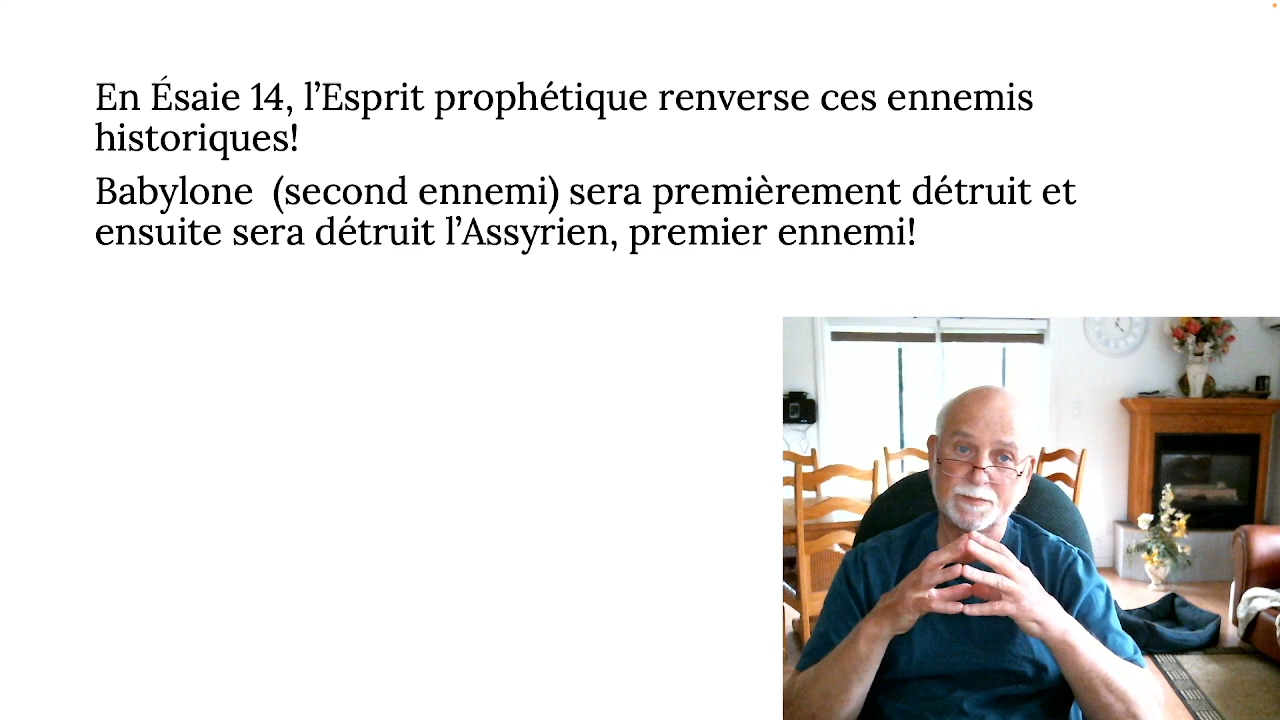 En Ésaie 14, l’Esprit prophétique renverse ces ennemis
historiques!
Babylone  (second ennemi) sera premièrement détruit et
ensuite sera détruit l’Assyrien, premier ennemi!